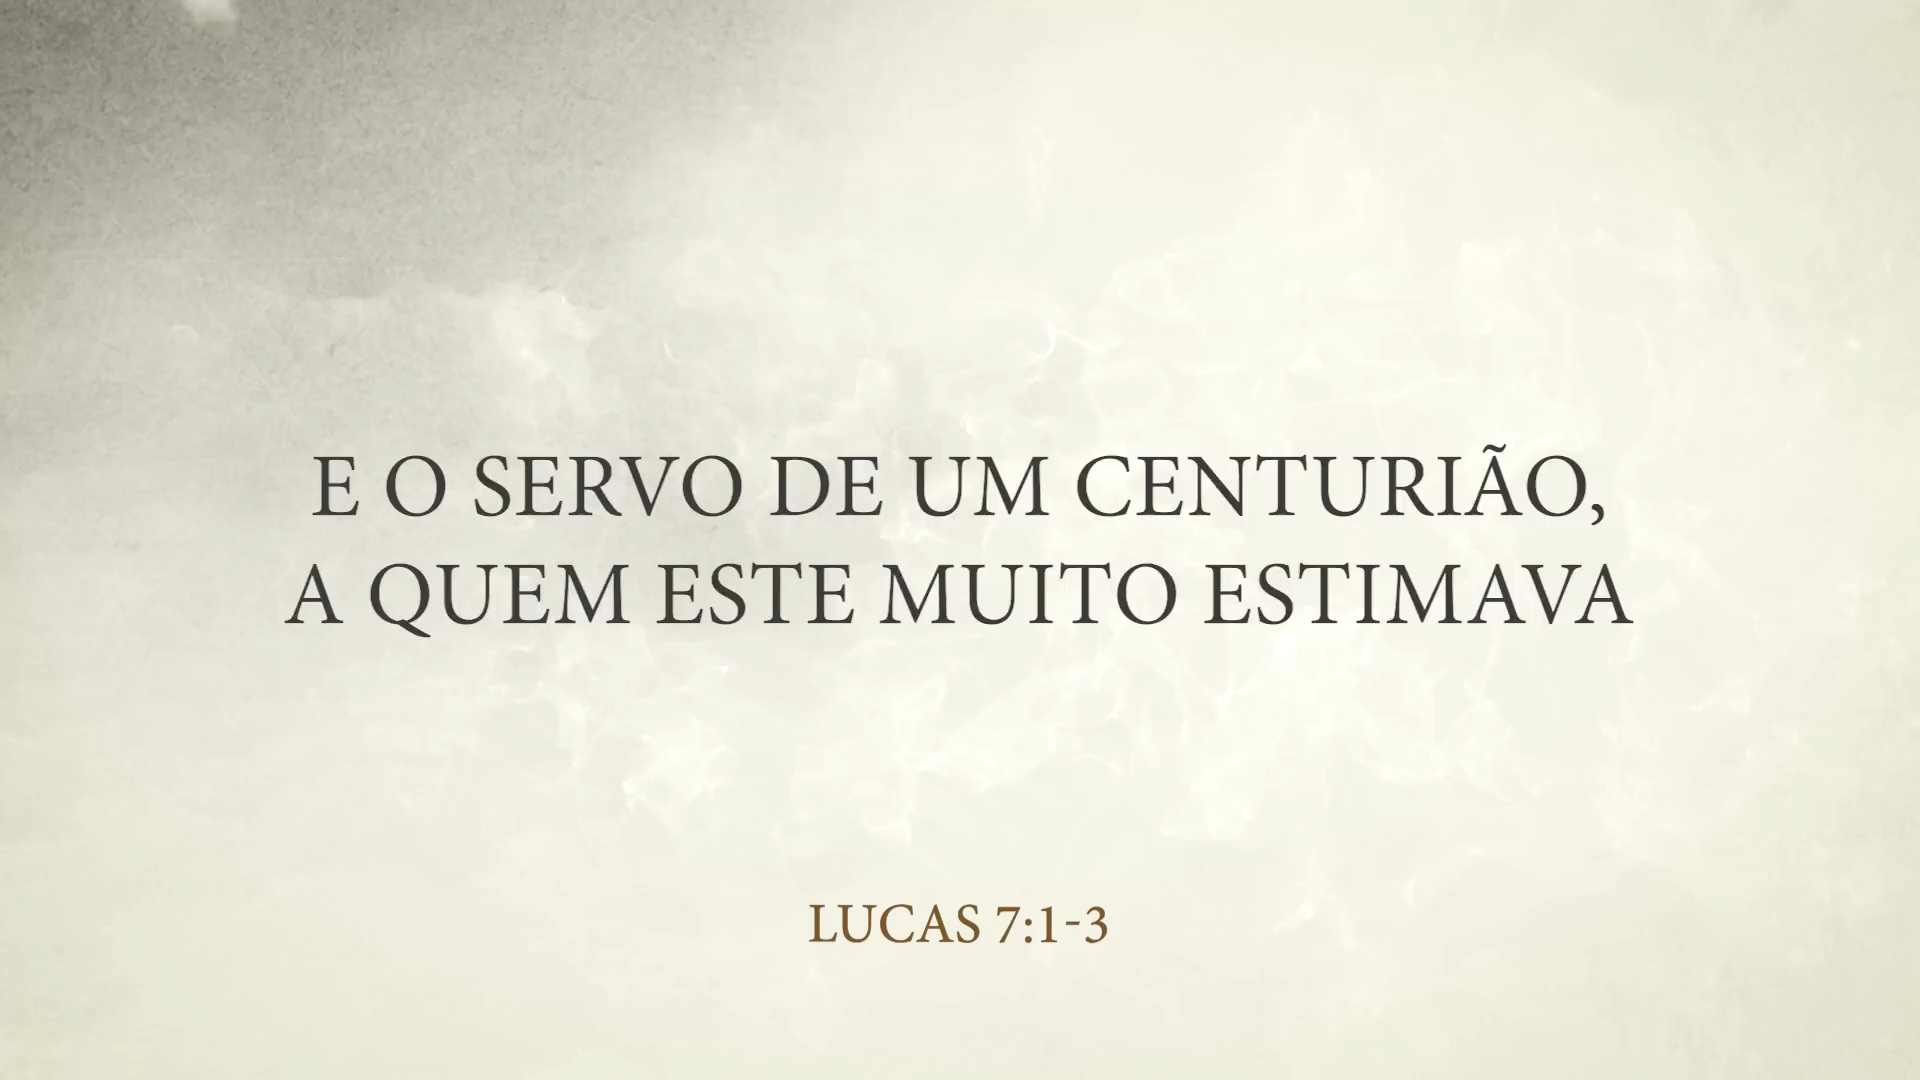 E O SERVO DE UM CENTURIÃO,
A QUEM ESTE MUITO ESTIMAVA
LUCAS 7:1-3